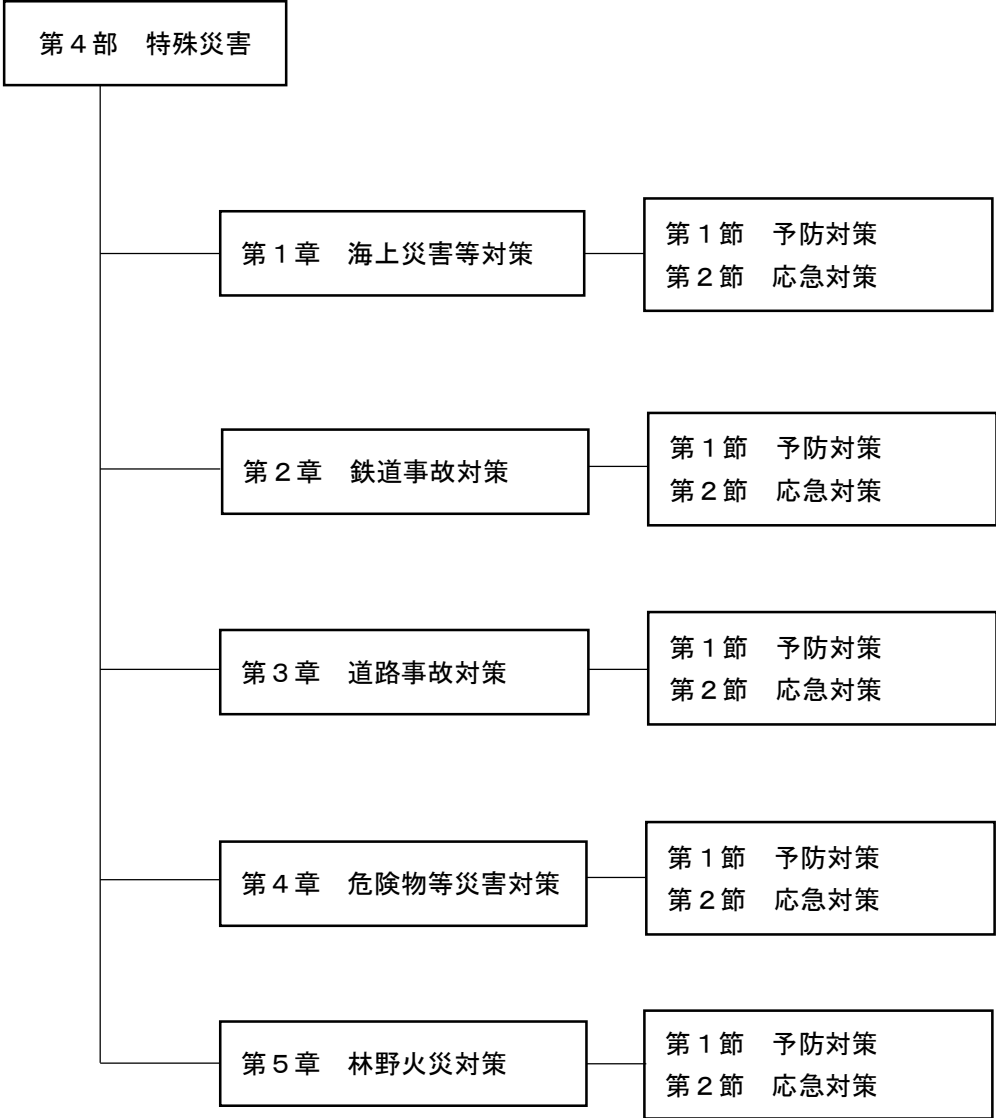 第４部　特殊災害
第１章　海上災害等対策
第１節　予防対策
第２節　応急対策
第２章　鉄道事故対策
第１節　予防対策
第２節　応急対策
第３章　道路事故対策
第１節　予防対策
第２節　応急対策
第４章　危険物等災害対策
第１節　予防対策
第２節　応急対策
第５章　林野火災対策
第１節　予防対策
第２節　応急対策